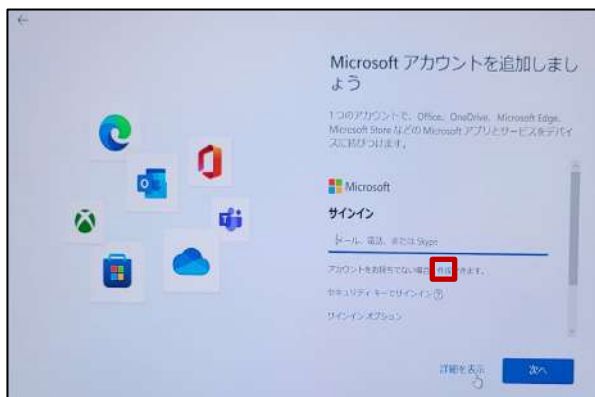 Microsoft アカウントを追加しまし
ょう
1つのアカウントで、Office、OneDrive、Microsoft Edge、
Microsoft Store などの Microsoft アプリとサービスをデバイ
スに結びつけます。
Microsoft
サインイン
メール、電話、または Skype
アカウントをお持ちでない場合、作成できます。
セキュリティ キーでサインイン
サインイン オプション
詳細を表示
次へ